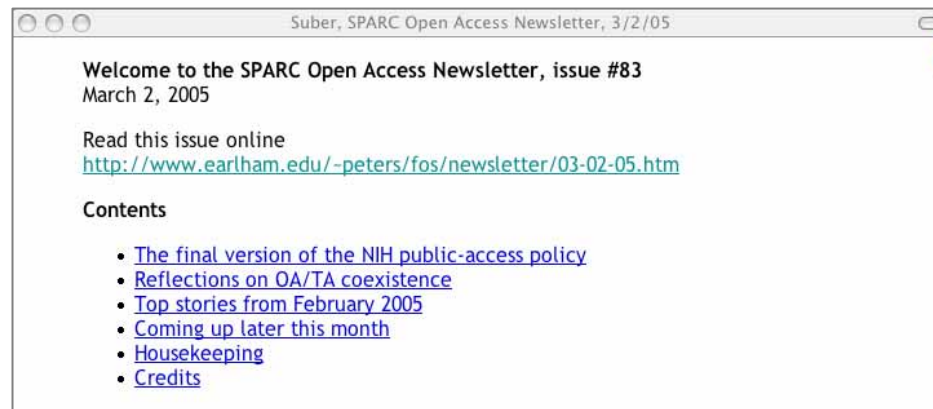 Suber, SPARC Open Access Newsletter, 3/2/05
Welcome to the SPARC Open Access Newsletter, issue #83
March 2, 2005
Read this issue online
http://www.earlham.edu/~peters/fos/newsletter/03-02-05.htm
Contents
• The final version of the NIH public-access policy
• Reflections on OA/TA coexistence
• Top stories from February 2005
• Coming up later this month
• Housekeeping
• Credits